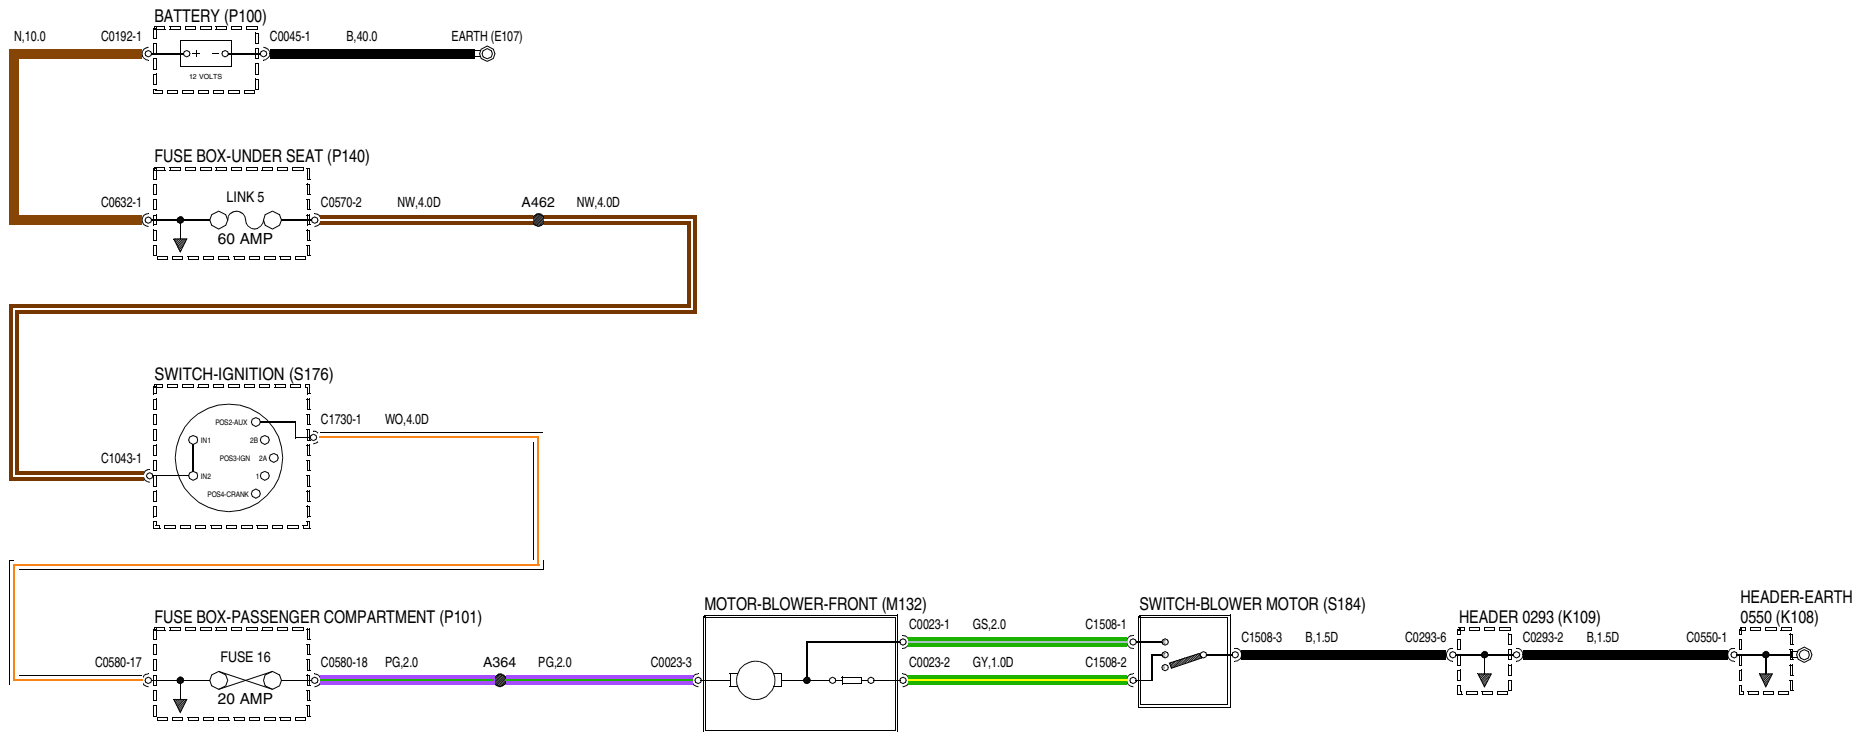 BATTERY (P100)
N,10.0
C0192-1
C0045-1
B,40.0
EARTH (E107)
+ −
12 VOLTS
FUSE BOX-UNDER SEAT (P140)
C0632-1
LINK 5
C0570-2
NW,4.0D
A462
NW,4.0D
60 AMP
SWITCH-IGNITION (S176)
POS2-AUX
C1730-1
WO,4.0D
IN1
2B
C1043-1
POS3-IGN
2A
IN2
1
POS4-CRANK
FUSE BOX-PASSENGER COMPARTMENT (P101)
C0580-17
FUSE 16
C0580-18
PG,2.0
A364
PG,2.0
C0023-3
20 AMP
MOTOR-BLOWER-FRONT (M132)
C0023-1
GS,2.0
C1508-1
C0023-2
GY,1.0D
C1508-2
SWITCH-BLOWER MOTOR (S184)
C1508-3
B,1.5D
C0293-6
HEADER 0293 (K109)
C0293-2
B,1.5D
C0550-1
HEADER-EARTH
0550 (K108)